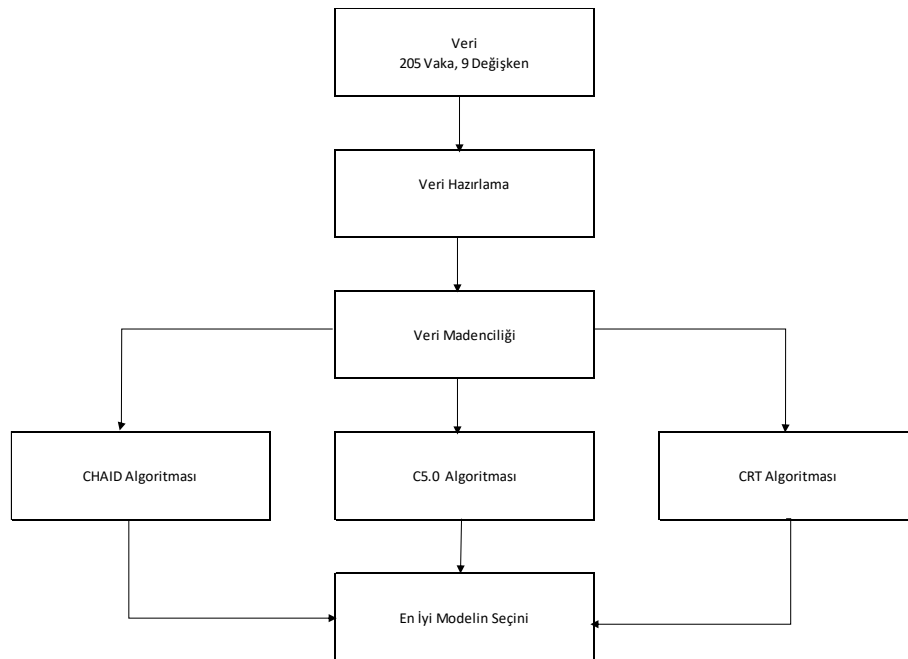 Veri
205 Vaka, 9 Değişken
Veri Hazırlama
Veri Madenciliği
CHAID Algoritması
C5.0 Algoritması
CRT Algoritması
En İyi Modelin Seçini